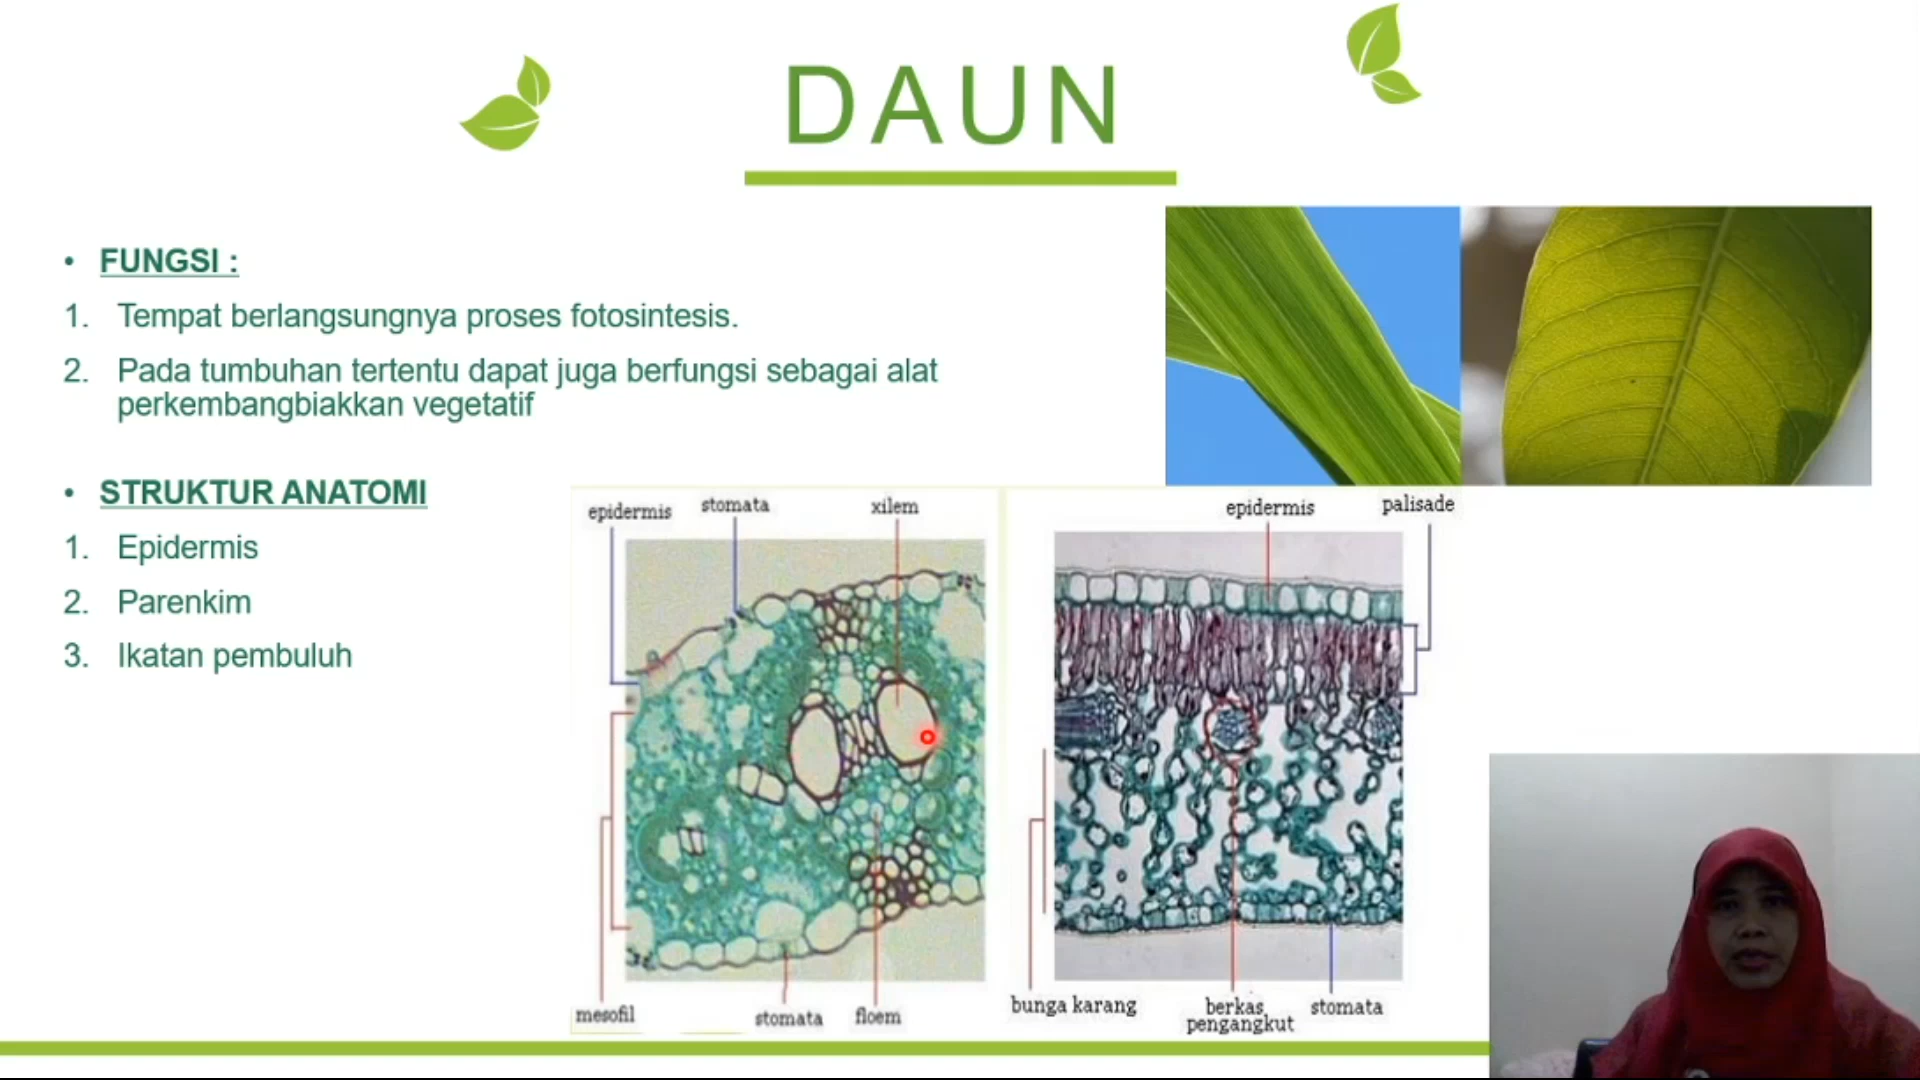 DAUN
• FUNGSI :
1. Tempat berlangsungnya proses fotosintesis.
2. Pada tumbuhan tertentu dapat juga berfungsi sebagai alat
perkembangbiakkan vegetatif
• STRUKTUR ANATOMI
1. Epidermis
2. Parenkim
3. Ikatan pembuluh
epidermis stomata xilem
mesofil stomata floem
epidermis palisade
bunga karang berkas stomata
pengangkut